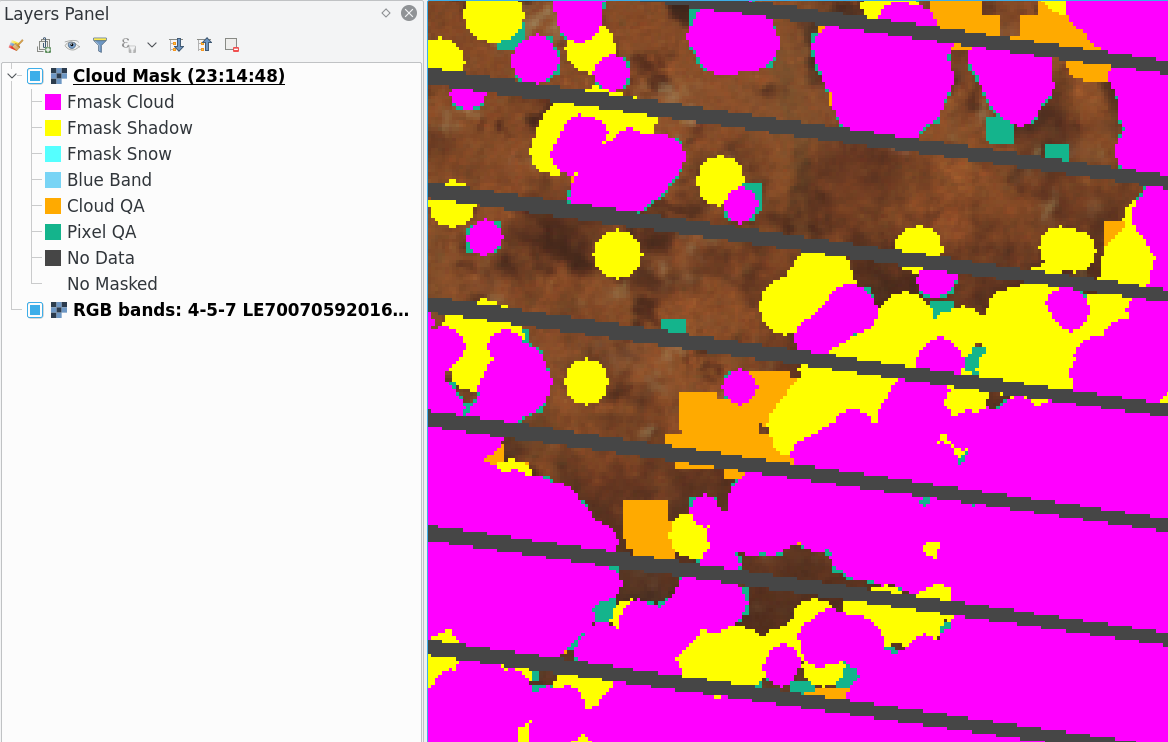 Layers Panel
Cloud Mask (23:14:48)
Fmask Cloud
Fmask Shadow
Fmask Snow
Blue Band
Cloud QA
Pixel QA
No Data
No Masked
RGB bands: 4-5-7 LE70070592016...